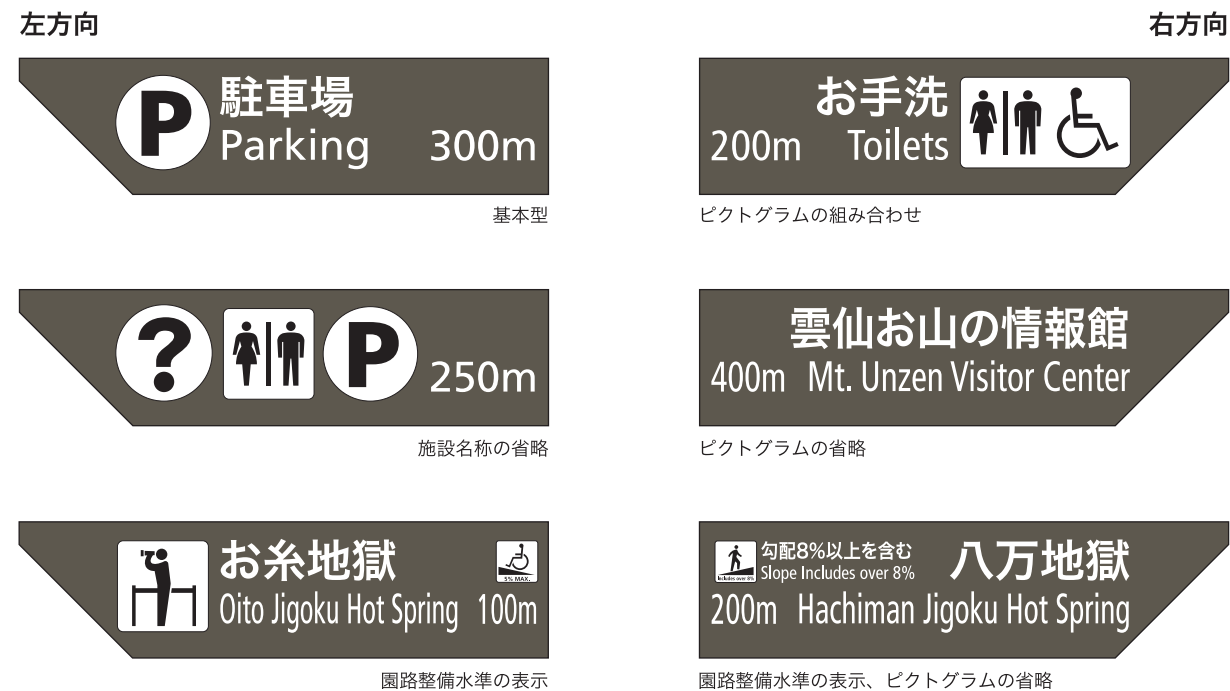 左方向
右方向
P
駐車場
Parking 300m
基本型
お手洗
200m Toilets
ピクトグラムの組み合わせ
? P
250m
施設名称の省略
雲仙お山の情報館
400m Mt. Unzen Visitor Center
ピクトグラムの省略
お糸地獄
5% MAX.
Oito Jigoku Hot Spring 100m
園路整備水準の表示
勾配8%以上を含む
Includes over 8%
Slope Includes over 8%
八万地獄
200m Hachiman Jigoku Hot Spring
園路整備水準の表示、ピクトグラムの省略